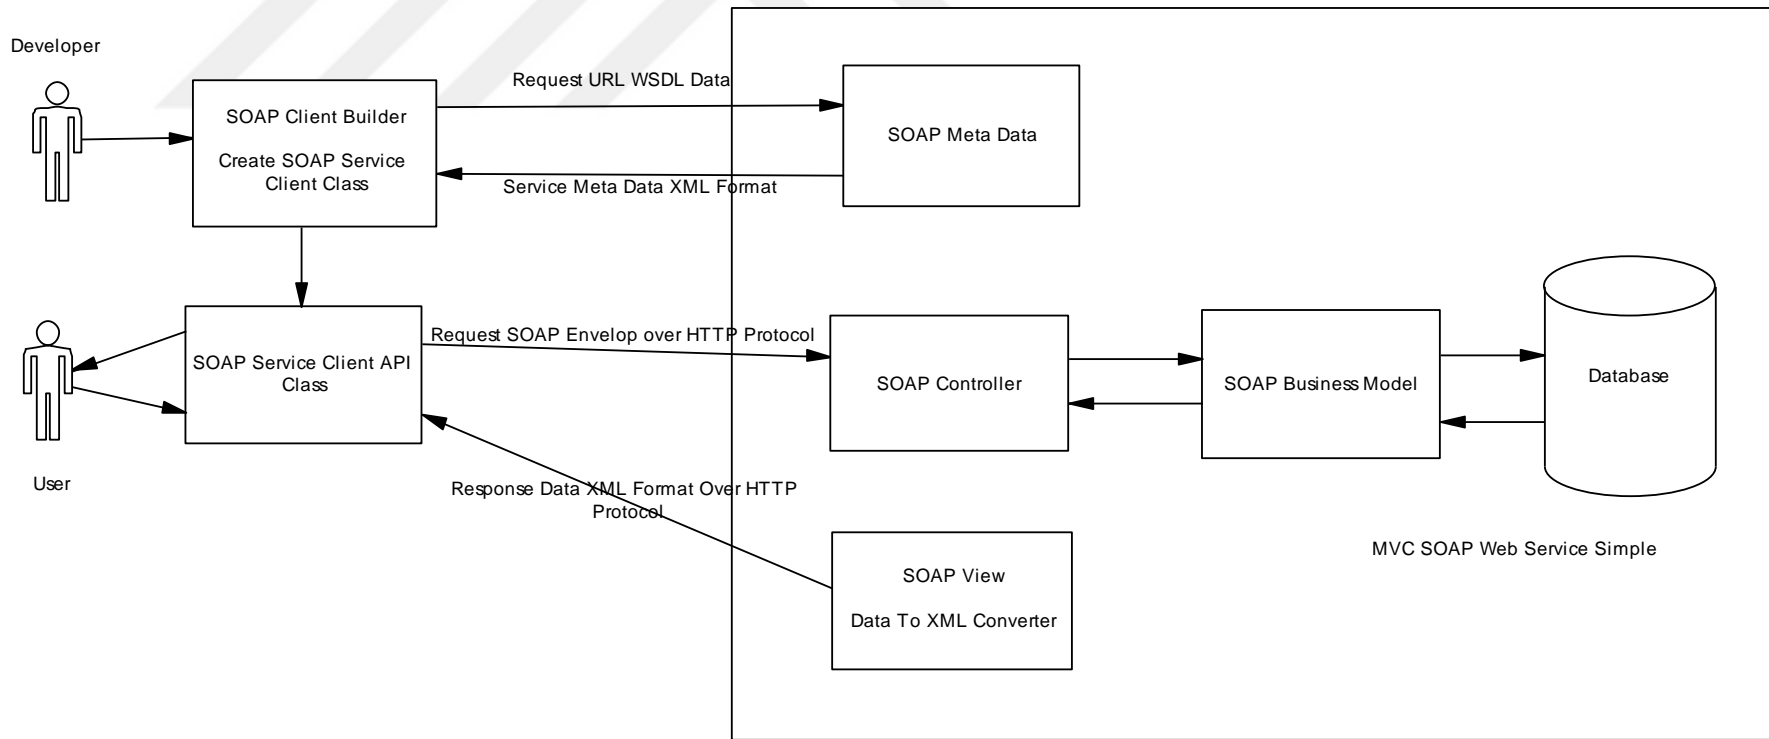 Developer
SOAP Client Builder
Create SOAP Service
Client Class
Request URL WSDL Data
Service Meta Data XML Format
SOAP Meta Data
User
SOAP Service Client API
Class
Request SOAP Envelop over HTTP Protocol
SOAP Controller
SOAP Business Model
Database
Response Data XML Format Over HTTP
Protocol
SOAP View
Data To XML Converter
MVC SOAP Web Service Simple